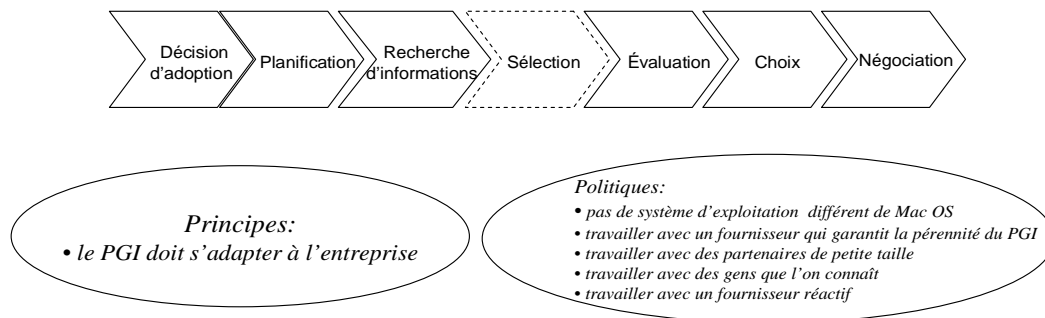 Décision
d'adoption
Planification
Recherche
d'informations
Sélection
Évaluation
Choix
Négociation
Principes:
• le PGI doit s'adapter à l'entreprise
Politiques:
• pas de système d'exploitation différent de Mac OS
• travailler avec un fournisseur qui garantit la pérennité du PGI
• travailler avec des partenaires de petite taille
• travailler avec des gens que l'on connaît
• travailler avec un fournisseur réactif